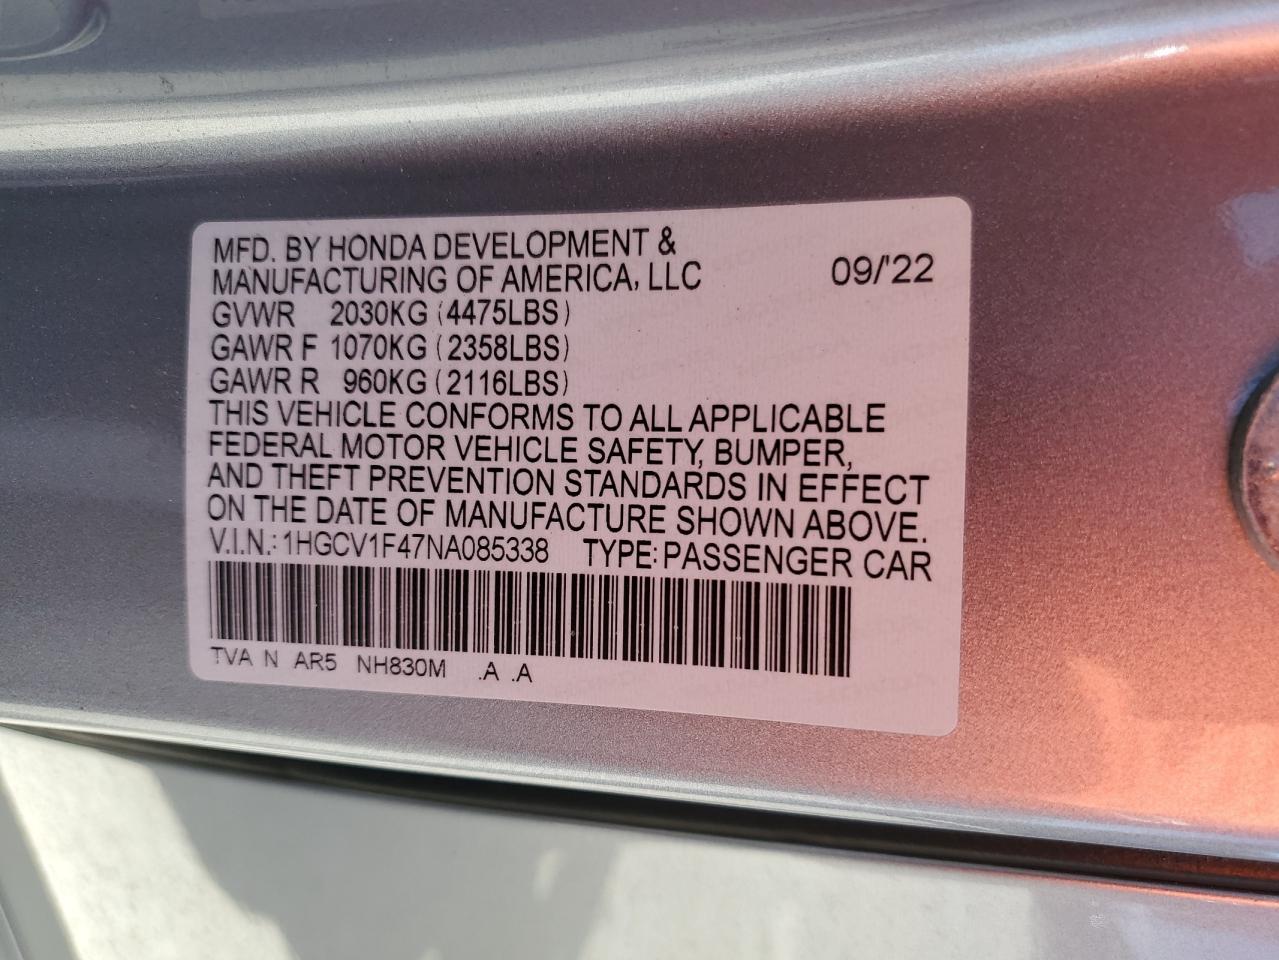 MFD. BY HONDA DEVELOPMENT &
MANUFACTURING OF AMERICA, LLC 09/'22
GVWR 2030KG (4475LBS)
GAWR F 1070KG (2358LBS)
GAWR R 960KG (2116LBS)
THIS VEHICLE CONFORMS TO ALL APPLICABLE
FEDERAL MOTOR VEHICLE SAFETY, BUMPER,
AND THEFT PREVENTION STANDARDS IN EFFECT
ON THE DATE OF MANUFACTURE SHOWN ABOVE.
V.I.N.: 1HGCV1F47NA085338 TYPE: PASSENGER CAR
TVA N AR5 NH830M .A .A